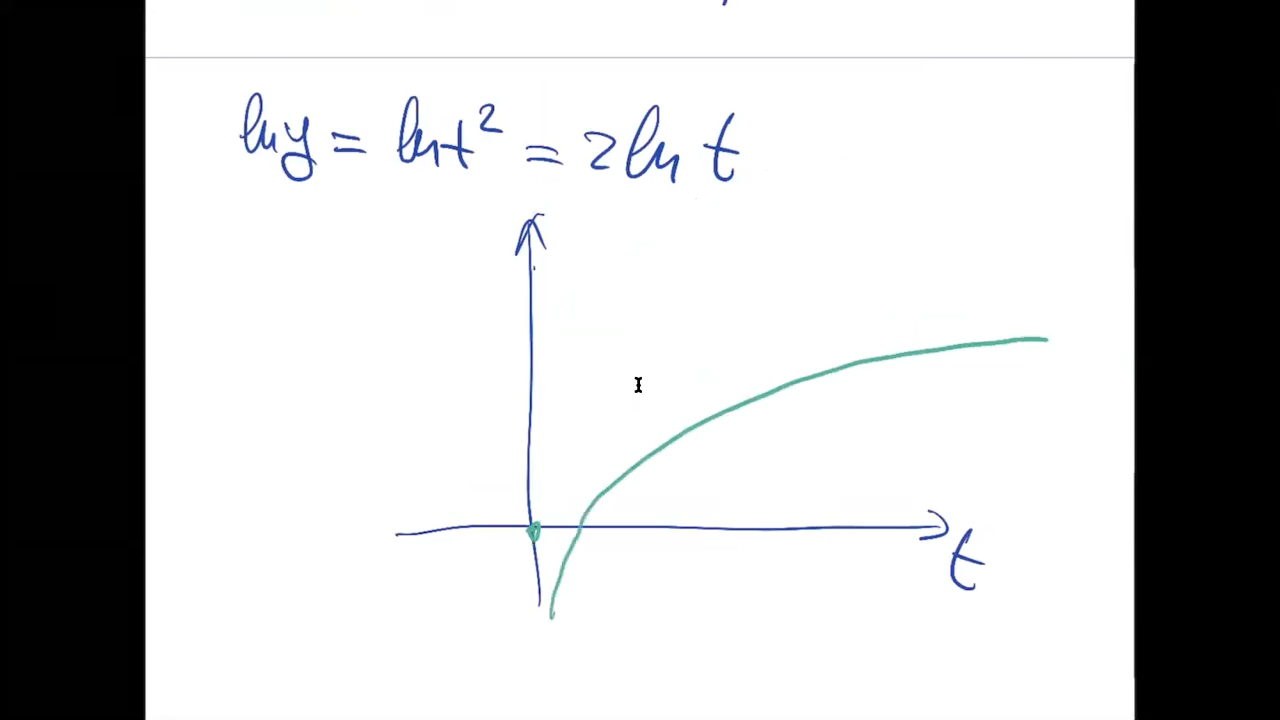 ln y = ln t² = 2 ln t
t